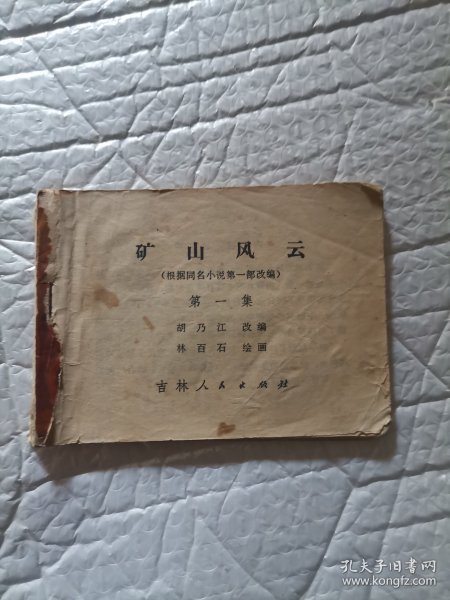 矿山风云
(根据同名小说第一部改编)
第一集
胡乃江 改编
林百石 绘画
吉林人民出版社
孔夫子旧书网
www.kongfz.com